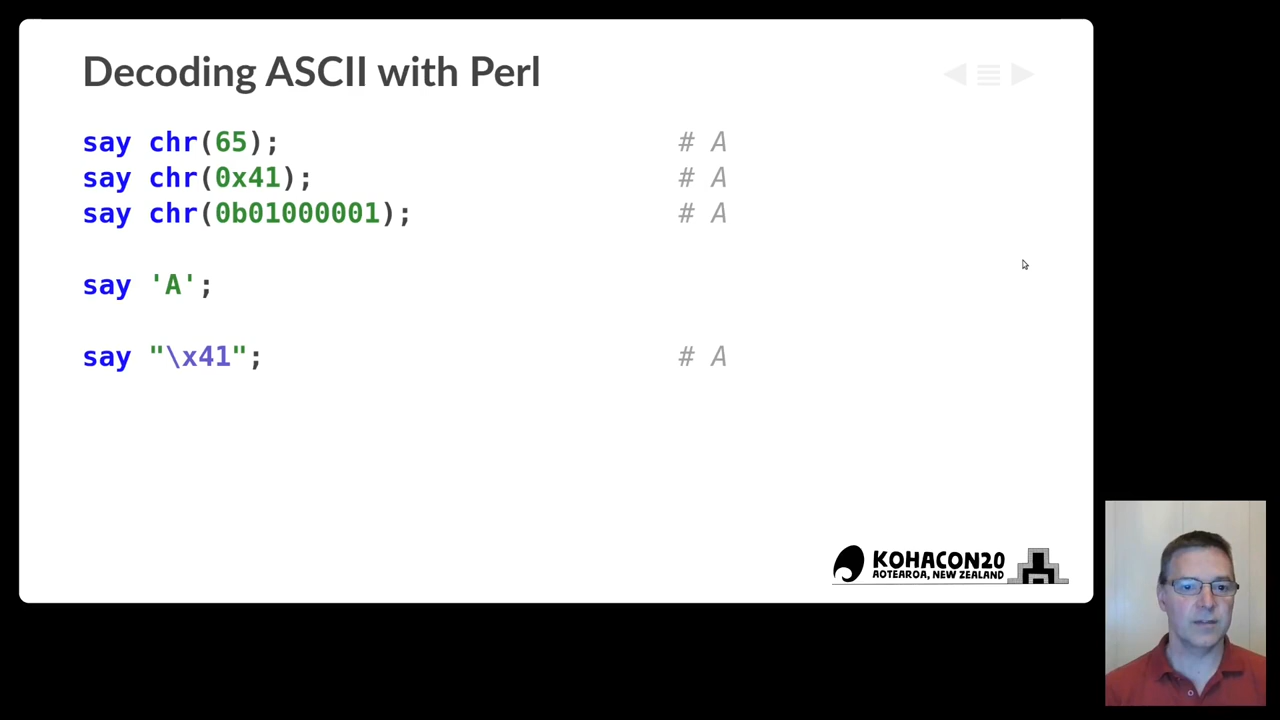 Decoding ASCII with Perl
say chr(65); # A
say chr(0x41); # A
say chr(0b01000001); # A
say 'A';
say "\x41"; # A
KOHACON20
AOTEAROA, NEW ZEALAND